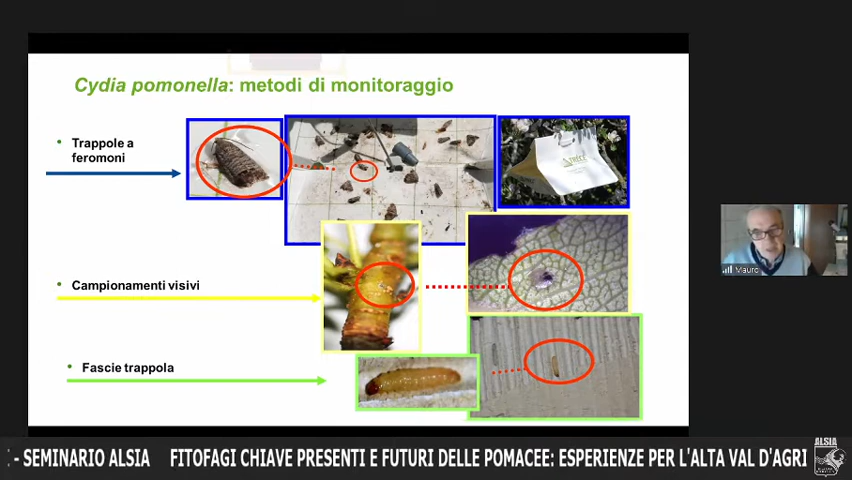 Cydia pomonella: metodi di monitoraggio
• Trappole a
feromoni
• Campionamenti visivi
• Fascie trappola
Mauro
- SEMINARIO ALSIA FITOFAGI CHIAVE PRESENTI E FUTURI DELLE POMACEE: ESPERIENZE PER L'ALTA VAL D'AGRI
ALSIA